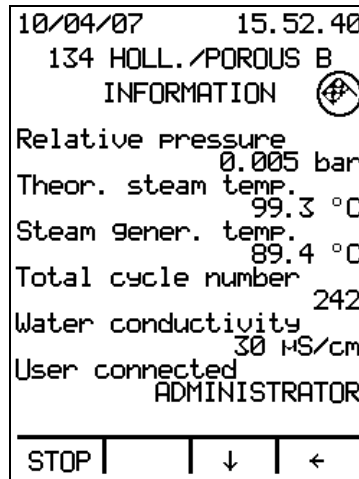 10/04/07 15.52.40
134 HOLL./POROUS B
INFORMATION
Relative pressure
0.005 bar
Theor. steam temp.
99.3 °C
Steam gener. temp.
89.4 °C
Total cycle number
242
Water conductivity
30 µS/cm
User connected
ADMINISTRATOR
STOP ↓ ←